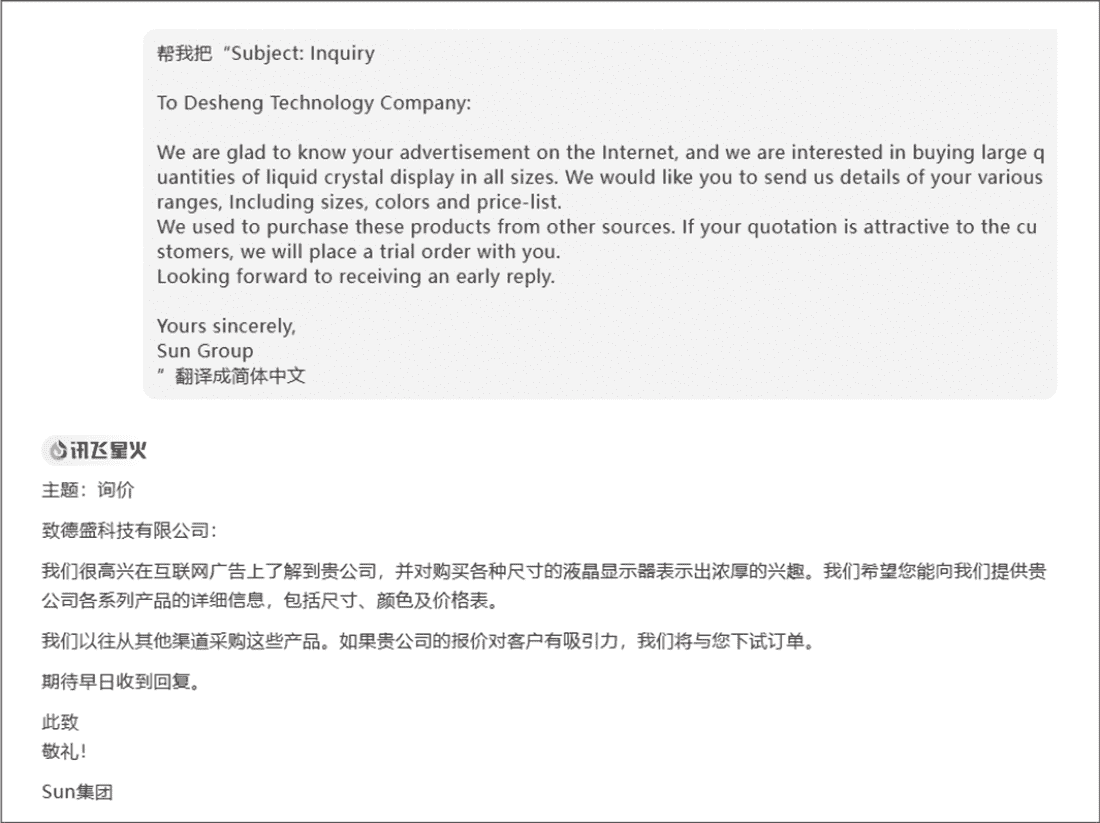 帮我把“Subject: Inquiry
To Desheng Technology Company:
We are glad to know your advertisement on the Internet, and we are interested in buying large q
uantities of liquid crystal display in all sizes. We would like you to send us details of your various
ranges, Including sizes, colors and price-list.
We used to purchase these products from other sources. If your quotation is attractive to the cu
stomers, we will place a trial order with you.
Looking forward to receiving an early reply.
Yours sincerely,
Sun Group
”翻译成简体中文
讯飞星火
主题：询价
致德盛科技有限公司：
我们很高兴在互联网广告上了解到贵公司，并对购买各种尺寸的液晶显示器表示出浓厚的兴趣。我们希望您能向我们提供贵
公司各系列产品的详细信息，包括尺寸、颜色及价格表。
我们以往从其他渠道采购这些产品。如果贵公司的报价对客户有吸引力，我们将与您下试订单。
期待早日收到回复。
此致
敬礼！
Sun集团